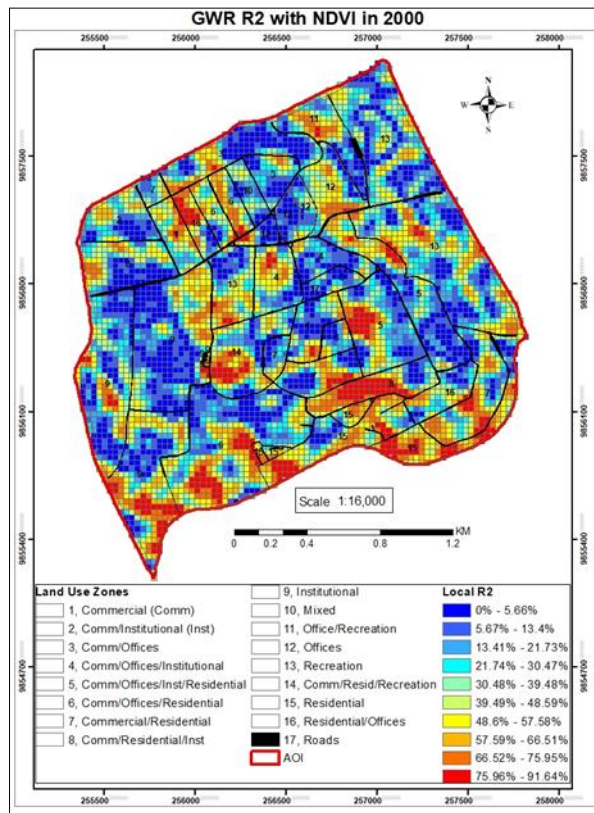 GWR R2 with NDVI in 2000
255500 256000 256500 257000 257500 258000
N
W E
S
9857500 9857500
9856800 9856800
9856100 9856100
9855400 9855400
9854700 9854700
Scale 1:16,000
KM
0 0.2 0.4 0.8 1.2
Land Use Zones
1, Commercial (Comm)
2, Comm/Institutional (Inst)
3, Comm/Offices
4, Comm/Offices/Institutional
5, Comm/Offices/Inst/Residential
6, Comm/Offices/Residential
7, Commercial/Residential
8, Comm/Residential/Inst
9, Institutional
10, Mixed
11, Office/Recreation
12, Offices
13, Recreation
14, Comm/Resid/Recreation
15, Residential
16, Residential/Offices
17, Roads
AOI
Local R2
0% - 5.66%
5.67% - 13.4%
13.41% - 21.73%
21.74% - 30.47%
30.48% - 39.48%
39.49% - 48.59%
48.6% - 57.58%
57.59% - 66.51%
66.52% - 75.95%
75.96% - 91.64%
255500 256000 256500 257000 257500 258000